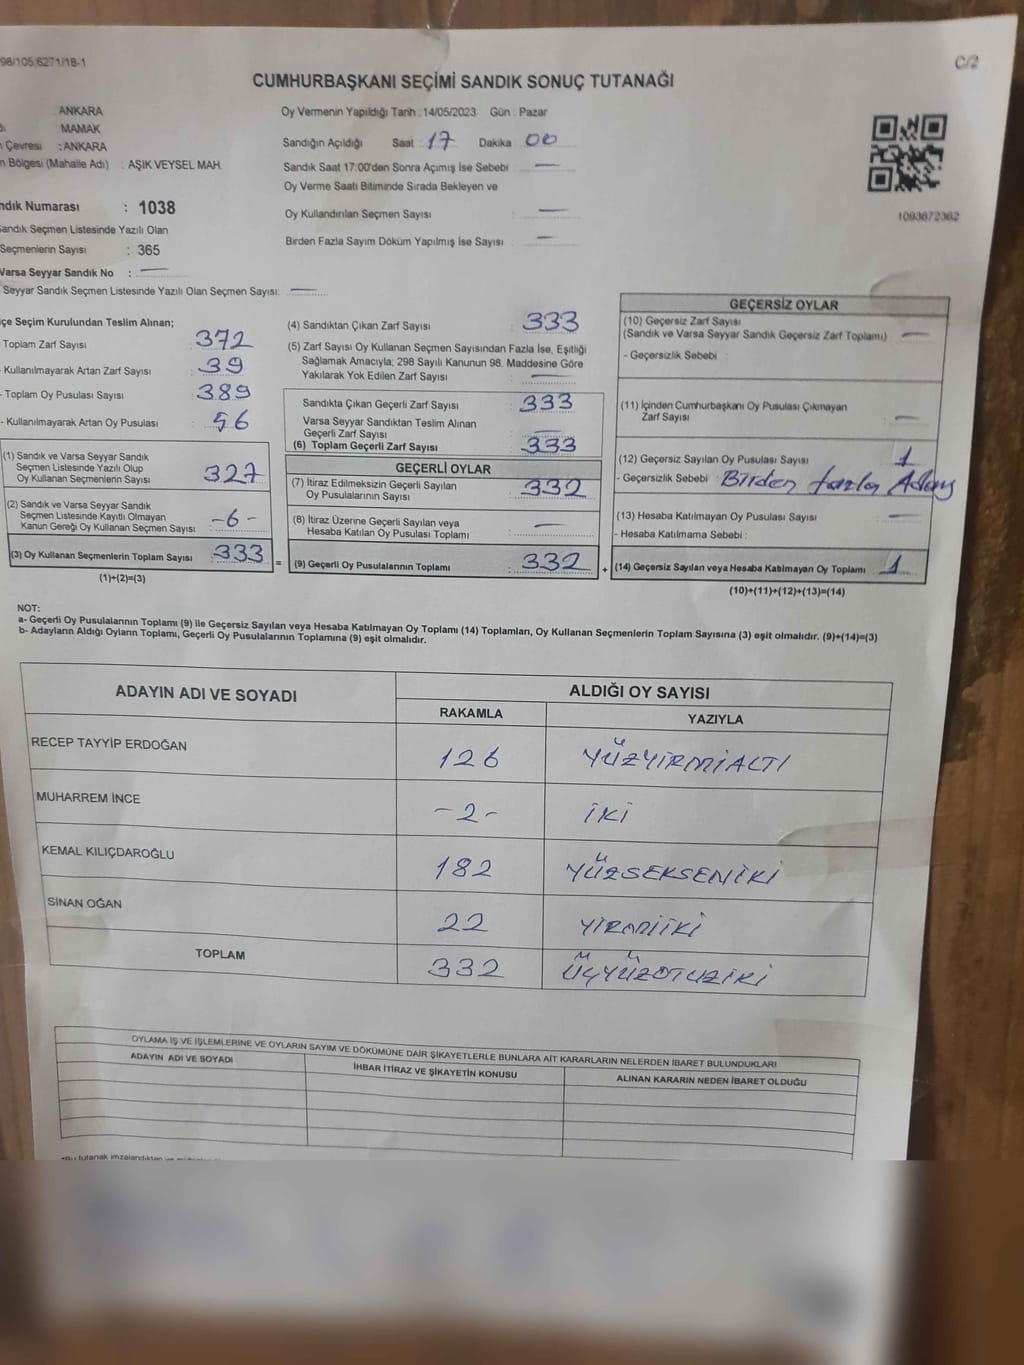 98/105.6271/18-1
C/2
CUMHURBAŞKANI SEÇİMİ SANDIK SONUÇ TUTANAĞI
ANKARA
MAMAK
Çevresi : ANKARA
Bölgesi (Mahalle Adı) : AŞIK VEYSEL MAH.
ndık Numarası : 1038
andık Seçmen Listesinde Yazılı Olan
Seçmenlerin Sayısı : 365
Varsa Seyyar Sandık No : —
Seyyar Sandık Seçmen Listesinde Yazılı Olan Seçmen Sayısı: —
Oy Vermenin Yapıldığı Tarih : 14/05/2023 Gün : Pazar
Sandığın Açıldığı Saat : 17 Dakika 00
Sandık Saat 17:00'den Sonra Açımış İse Sebebi —
Oy Verme Saati Bitiminde Sırada Bekleyen ve
Oy Kullandırılan Seçmen Sayısı : —
Birden Fazla Sayım Döküm Yapılmış İse Sayısı : —
1093672362
çe Seçim Kurulundan Teslim Alınan;
Toplam Zarf Sayısı : 372
- Kullanılmayarak Artan Zarf Sayısı : 39
- Toplam Oy Pusulası Sayısı : 389
- Kullanılmayarak Artan Oy Pusulası : 56
(1) Sandık ve Varsa Seyyar Sandık
Seçmen Listesinde Yazılı Olup
Oy Kullanan Seçmenlerin Sayısı : 327
(2) Sandık ve Varsa Seyyar Sandık
Seçmen Listesinde Kayıtlı Olmayan
Kanun Gereği Oy Kullanan Seçmen Sayısı : -6-
(3) Oy Kullanan Seçmenlerin Toplam Sayısı : 333
(1)+(2)=(3)
(4) Sandıktan Çıkan Zarf Sayısı : 333
(5) Zarf Sayısı Oy Kullanan Seçmen Sayısından Fazla İse, Eşitliği
Sağlamak Amacıyla; 298 Sayılı Kanunun 98. Maddesine Göre
Yakılarak Yok Edilen Zarf Sayısı : —
Sandıkta Çıkan Geçerli Zarf Sayısı : 333
Varsa Seyyar Sandıktan Teslim Alınan
Geçerli Zarf Sayısı : —
(6) Toplam Geçerli Zarf Sayısı : 333
GEÇERLİ OYLAR
(7) İtiraz Edilmeksizin Geçerli Sayılan
Oy Pusulalarının Sayısı : 332
(8) İtiraz Üzerine Geçerli Sayılan veya
Hesaba Katılan Oy Pusulası Toplamı : —
= (9) Geçerli Oy Pusulalarının Toplamı : 332
GEÇERSİZ OYLAR
(10) Geçersiz Zarf Sayısı
(Sandık ve Varsa Seyyar Sandık Geçersiz Zarf Toplamı) : —
- Geçersizlik Sebebi :
(11) İçinden Cumhurbaşkanı Oy Pusulası Çıkmayan
Zarf Sayısı : —
(12) Geçersiz Sayılan Oy Pusulası Sayısı : 1
- Geçersizlik Sebebi : Birden fazla Aday
(13) Hesaba Katılmayan Oy Pusulası Sayısı : —
- Hesaba Katılmama Sebebi :
+ (14) Geçersiz Sayılan veya Hesaba Katılmayan Oy Toplamı : 1
(10)+(11)+(12)+(13)=(14)
NOT:
a- Geçerli Oy Pusulalarının Toplamı (9) ile Geçersiz Sayılan veya Hesaba Katılmayan Oy Toplamı (14) Toplamları, Oy Kullanan Seçmenlerin Toplam Sayısına (3) eşit olmalıdır. (9)+(14)=(3)
b- Adayların Aldığı Oyların Toplamı, Geçerli Oy Pusulalarının Toplamına (9) eşit olmalıdır.
ADAYIN ADI VE SOYADI
ALDIĞI OY SAYISI
RAKAMLA YAZIYLA
RECEP TAYYİP ERDOĞAN 126 YÜZYİRMİALTI
MUHARREM İNCE -2- İKİ
KEMAL KILIÇDAROĞLU 182 YÜZSEKSENİKİ
SİNAN OĞAN 22 YİRMİİKİ
TOPLAM 332 ÜÇYÜZOTUZİKİ
OYLAMA İŞ VE İŞLEMLERİNE VE OYLARIN SAYIM VE DÖKÜMÜNE DAİR ŞİKAYETLERLE BUNLARA AİT KARARLARIN NELERDEN İBARET BULUNDUKLARI
ADAYIN ADI VE SOYADI İHBAR İTİRAZ VE ŞİKAYETİN KONUSU ALINAN KARARIN NEDEN İBARET OLDUĞU
*Bu tutanak imzalandıktan